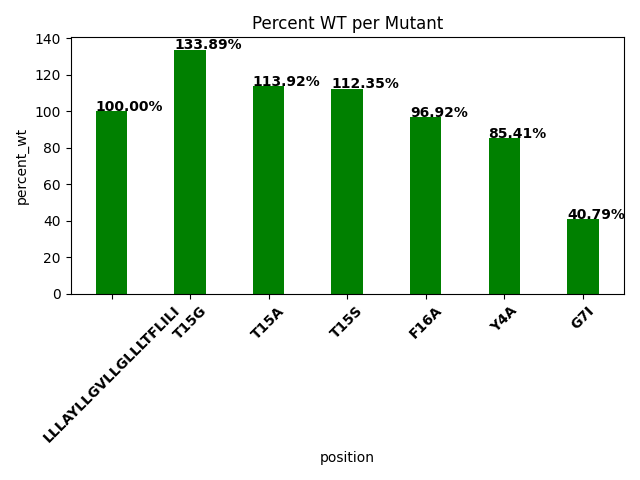 Percent WT per Mutant
percent_wt
140
120
100
80
60
40
20
0
100.00%
133.89%
113.92%
112.35%
96.92%
85.41%
40.79%
LLLAYLLGVLLGLLLTFLILI
T15G
T15A
T15S
F16A
Y4A
G7I
position